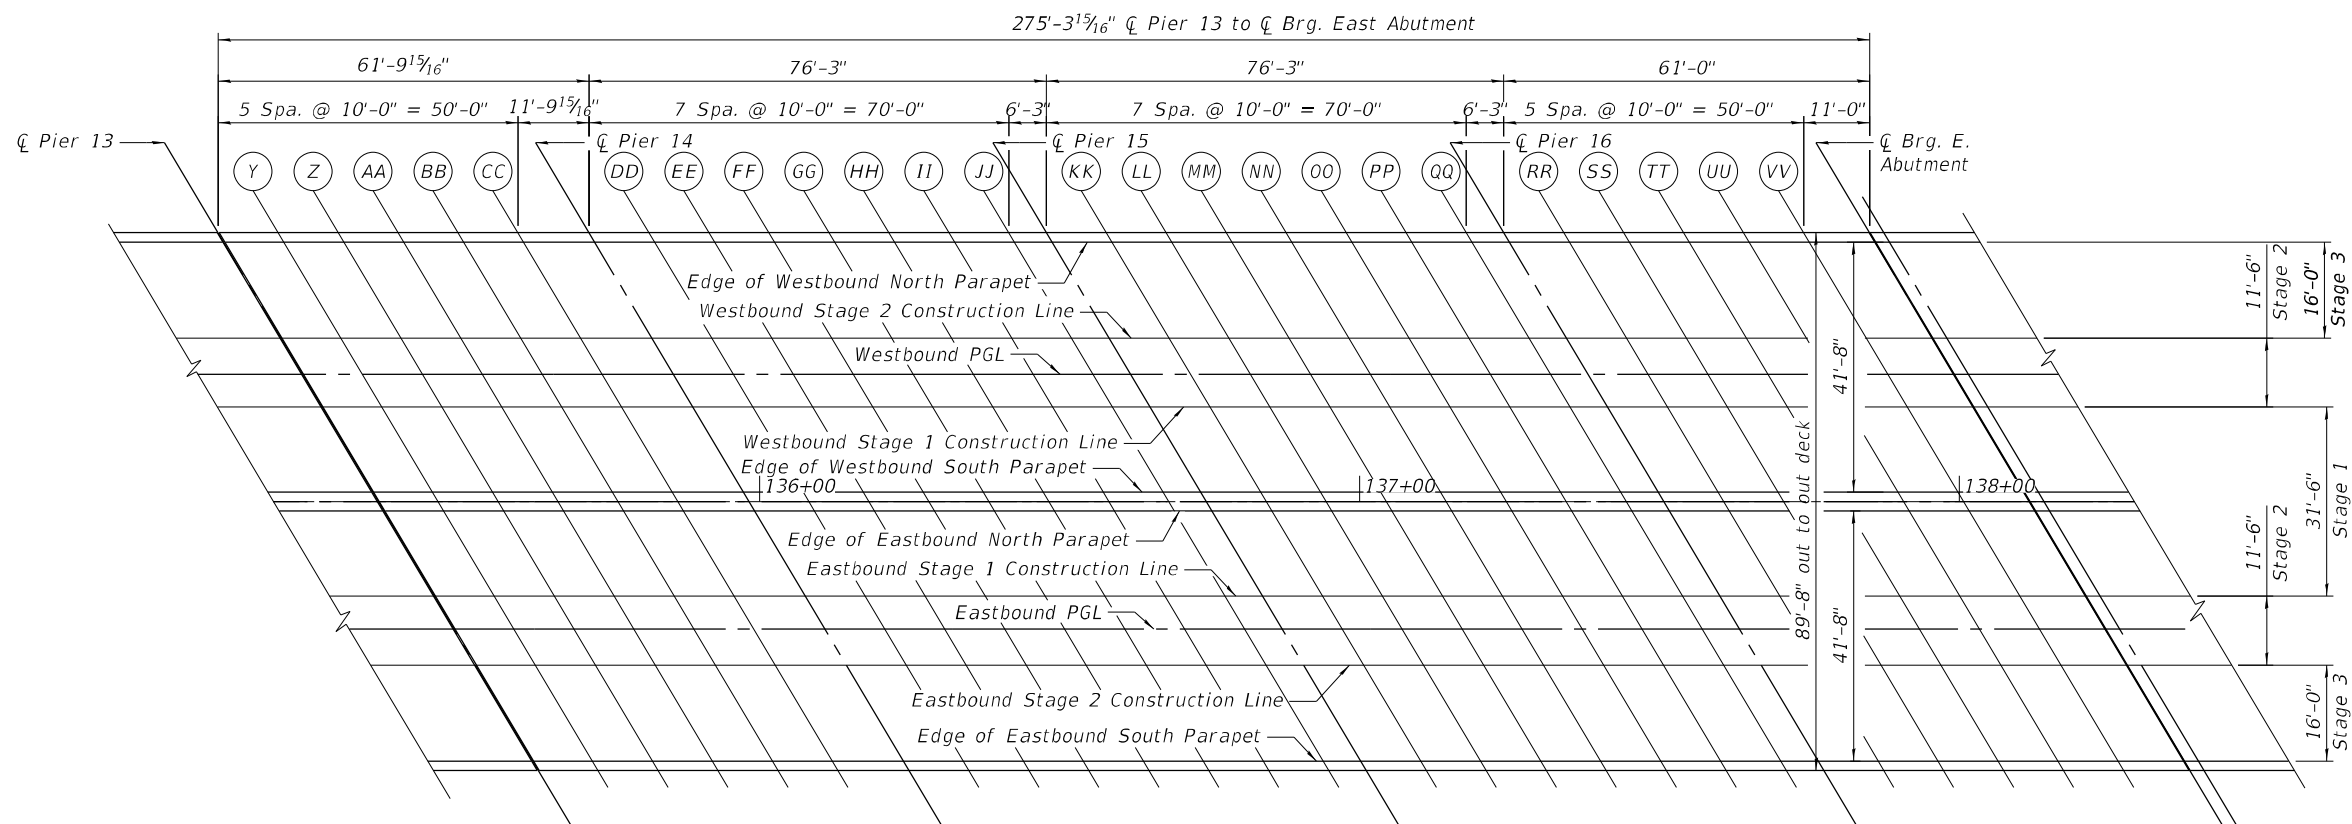 275'-3 15/16" ℄ Pier 13 to ℄ Brg. East Abutment
61'-9 15/16"
76'-3"
76'-3"
61'-0"
5 Spa. @ 10'-0" = 50'-0"
11'-9 15/16"
7 Spa. @ 10'-0" = 70'-0"
6'-3"
7 Spa. @ 10'-0" = 70'-0"
6'-3"
5 Spa. @ 10'-0" = 50'-0"
11'-0"
℄ Pier 13
℄ Pier 14
℄ Pier 15
℄ Pier 16
℄ Brg. E.
Abutment
Y
Z
AA
BB
CC
DD
EE
FF
GG
HH
II
JJ
KK
LL
MM
NN
OO
PP
QQ
RR
SS
TT
UU
VV
Edge of Westbound North Parapet
Westbound Stage 2 Construction Line
Westbound PGL
Westbound Stage 1 Construction Line
Edge of Westbound South Parapet
136+00
137+00
138+00
Edge of Eastbound North Parapet
Eastbound Stage 1 Construction Line
Eastbound PGL
Eastbound Stage 2 Construction Line
Edge of Eastbound South Parapet
89'-8" out to out deck
41'-8"
41'-8"
11'-6"
Stage 2
16'-0"
Stage 3
31'-6"
Stage 1
11'-6"
Stage 2
16'-0"
Stage 3